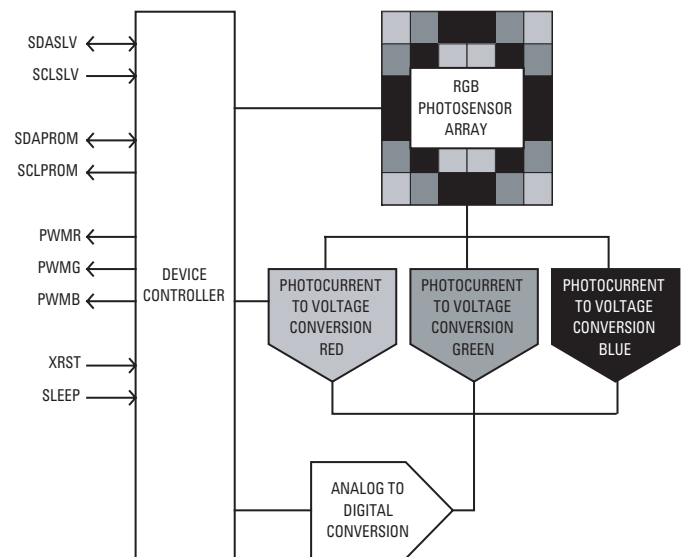 SDASLV
SCLSLV
SDAPROM
SCLPROM
PWMR
PWMG
PWMB
XRST
SLEEP
DEVICE
CONTROLLER
RGB
PHOTOSENSOR
ARRAY
PHOTOCURRENT
TO VOLTAGE
CONVERSION
RED
PHOTOCURRENT
TO VOLTAGE
CONVERSION
GREEN
PHOTOCURRENT
TO VOLTAGE
CONVERSION
BLUE
ANALOG TO
DIGITAL
CONVERSION